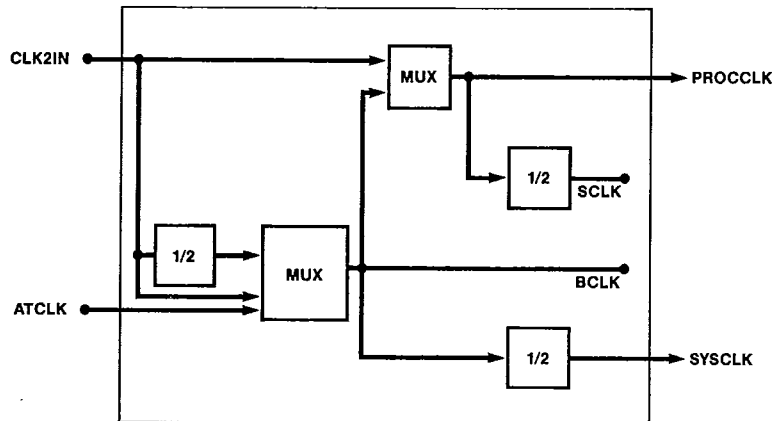 CLK2IN
MUX
PROCCLK
1/2
SCLK
1/2
MUX
BCLK
ATCLK
1/2
SYSCLK